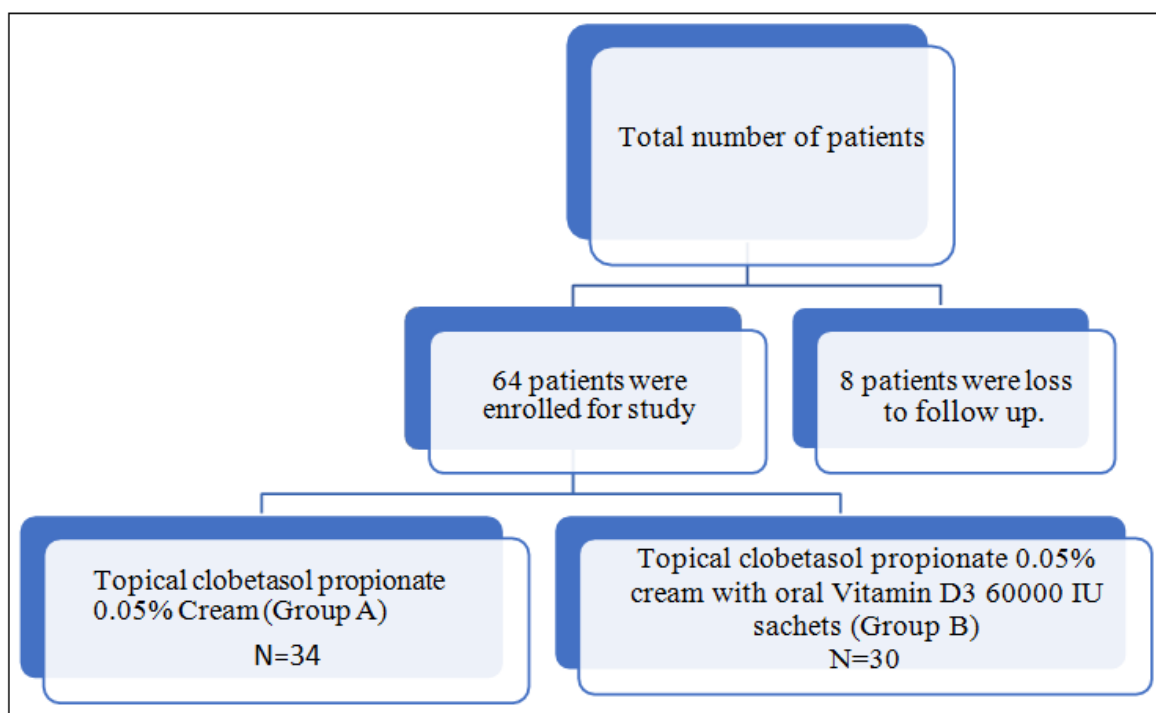 Total number of patients
64 patients were
enrolled for study
8 patients were loss
to follow up.
Topical clobetasol propionate
0.05% Cream (Group A)
N=34
Topical clobetasol propionate 0.05%
cream with oral Vitamin D3 60000 IU
sachets (Group B)
N=30